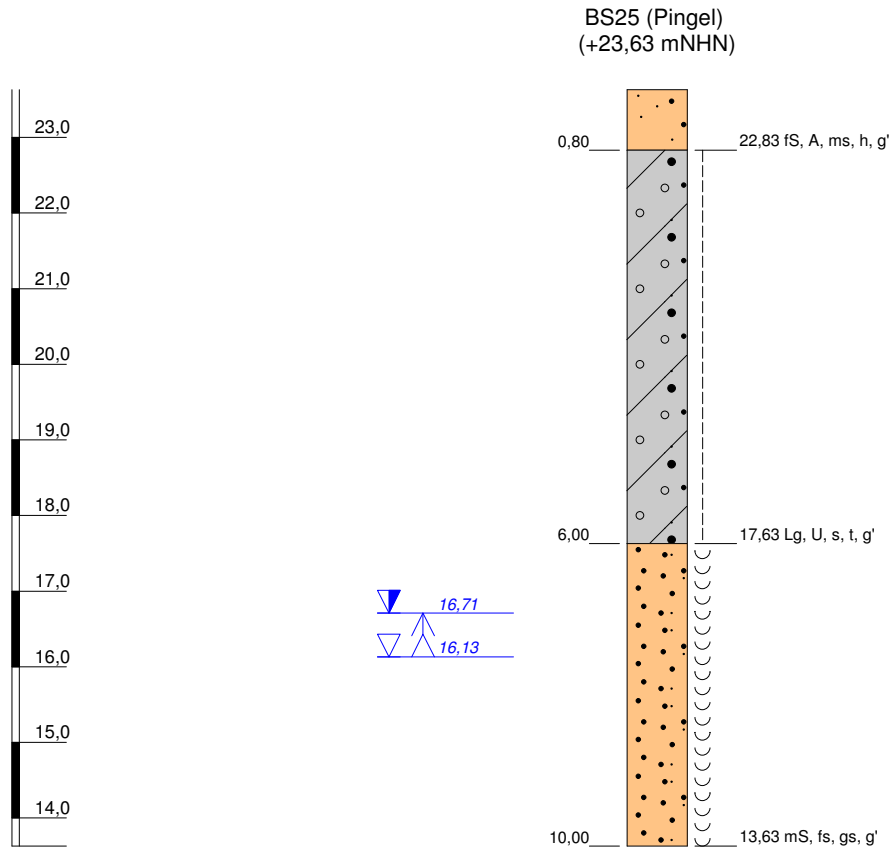 BS25 (Pingel)
(+23,63 mNHN)
23,0
0,80 22,83 fS, A, ms, h, g'
22,0
21,0
20,0
19,0
18,0
6,00 17,63 Lg, U, s, t, g'
17,0
16,71
16,13
16,0
15,0
14,0
10,00 13,63 mS, fs, gs, g'